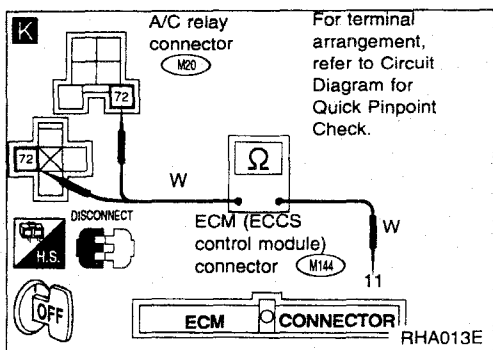 K
A/C relay
connector
M20
For terminal
arrangement,
refer to Circuit
Diagram for
Quick Pinpoint
Check.
72
72
Ω
W
DISCONNECT
H.S.
ECM (ECCS
control module)
connector M144
W
11
OFF
ECM CONNECTOR
RHA013E